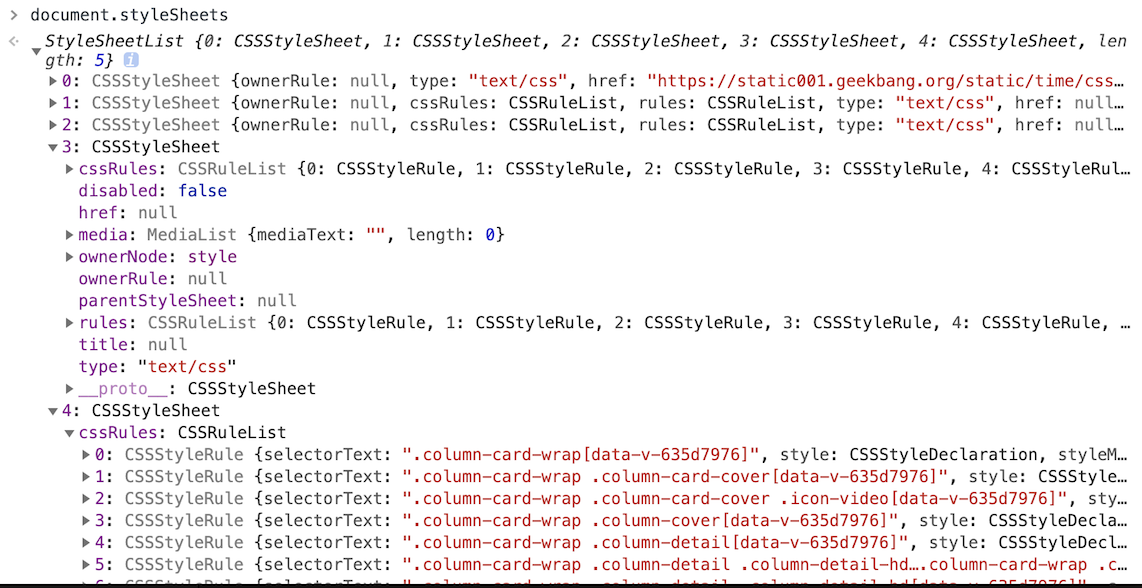 > document.styleSheets
StyleSheetList {0: CSSStyleSheet, 1: CSSStyleSheet, 2: CSSStyleSheet, 3: CSSStyleSheet, 4: CSSStyleSheet, len
gth: 5} i
0: CSSStyleSheet {ownerRule: null, type: "text/css", href: "https://static001.geekbang.org/static/time/css…
1: CSSStyleSheet {ownerRule: null, cssRules: CSSRuleList, rules: CSSRuleList, type: "text/css", href: null…
2: CSSStyleSheet {ownerRule: null, cssRules: CSSRuleList, rules: CSSRuleList, type: "text/css", href: null…
3: CSSStyleSheet
cssRules: CSSRuleList {0: CSSStyleRule, 1: CSSStyleRule, 2: CSSStyleRule, 3: CSSStyleRule, 4: CSSStyleRul…
disabled: false
href: null
media: MediaList {mediaText: "", length: 0}
ownerNode: style
ownerRule: null
parentStyleSheet: null
rules: CSSRuleList {0: CSSStyleRule, 1: CSSStyleRule, 2: CSSStyleRule, 3: CSSStyleRule, 4: CSSStyleRule, …
title: null
type: "text/css"
__proto__: CSSStyleSheet
4: CSSStyleSheet
cssRules: CSSRuleList
0: CSSStyleRule {selectorText: ".column-card-wrap[data-v-635d7976]", style: CSSStyleDeclaration, styleM…
1: CSSStyleRule {selectorText: ".column-card-wrap .column-card-cover[data-v-635d7976]", style: CSSStyle…
2: CSSStyleRule {selectorText: ".column-card-wrap .column-card-cover .icon-video[data-v-635d7976]", sty…
3: CSSStyleRule {selectorText: ".column-card-wrap .column-cover[data-v-635d7976]", style: CSSStyleDecla…
4: CSSStyleRule {selectorText: ".column-card-wrap .column-detail[data-v-635d7976]", style: CSSStyleDecl…
5: CSSStyleRule {selectorText: ".column-card-wrap .column-detail .column-detail-hd….column-card-wrap .c…